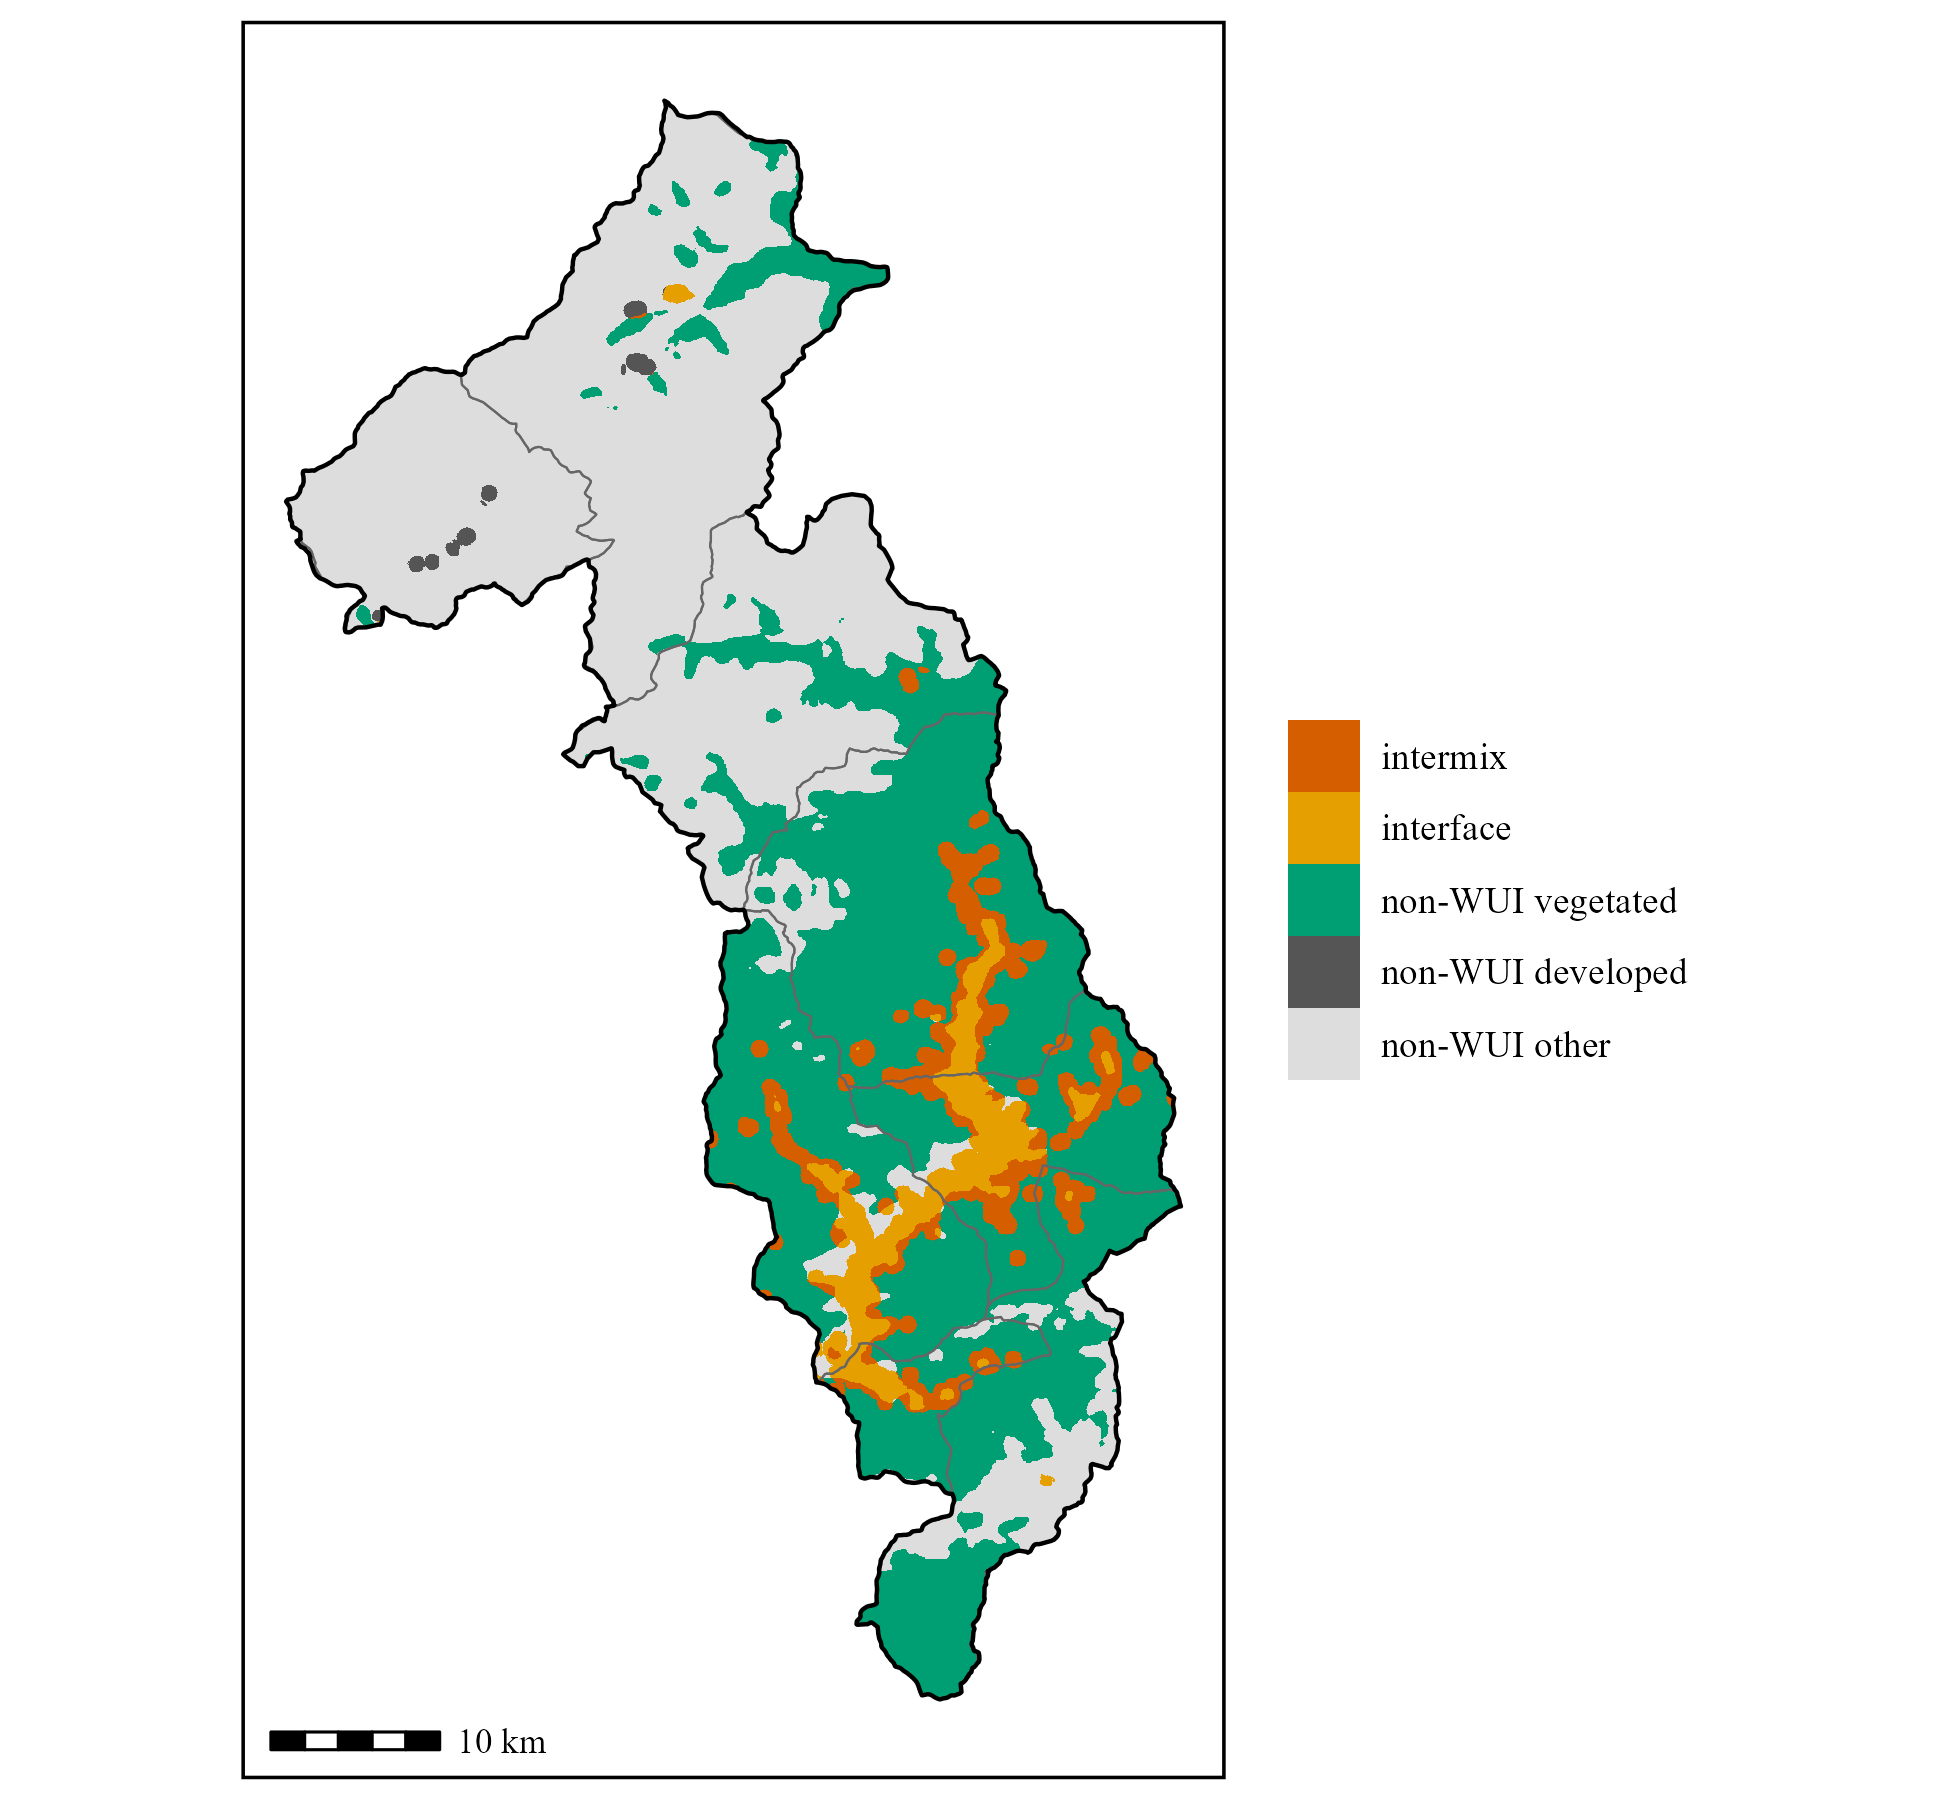 intermix
interface
non-WUI vegetated
non-WUI developed
non-WUI other
10 km